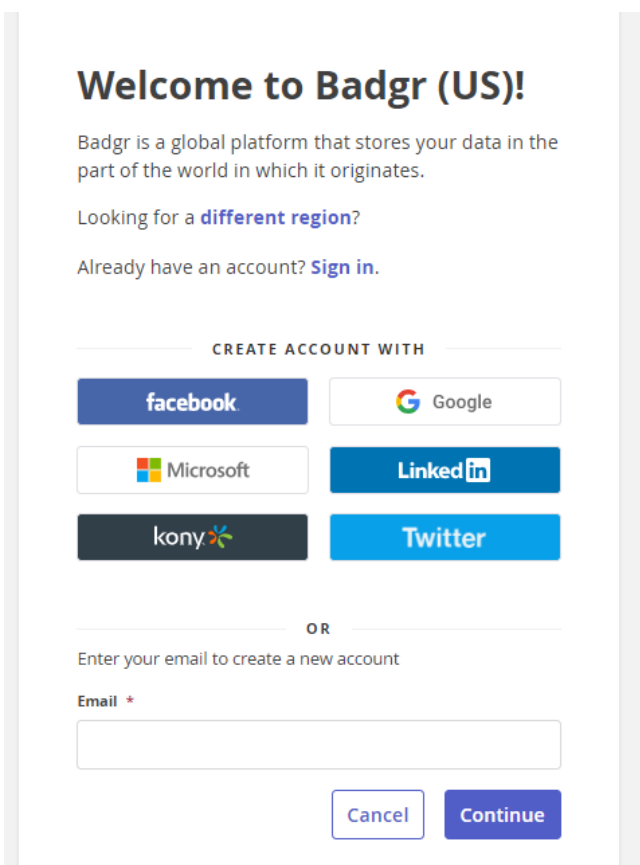 Welcome to Badgr (US)!
Badgr is a global platform that stores your data in the
part of the world in which it originates.
Looking for a different region?
Already have an account? Sign in.
CREATE ACCOUNT WITH
facebook.
Google
Microsoft
Linked in
kony
Twitter
OR
Enter your email to create a new account
Email *
Cancel
Continue